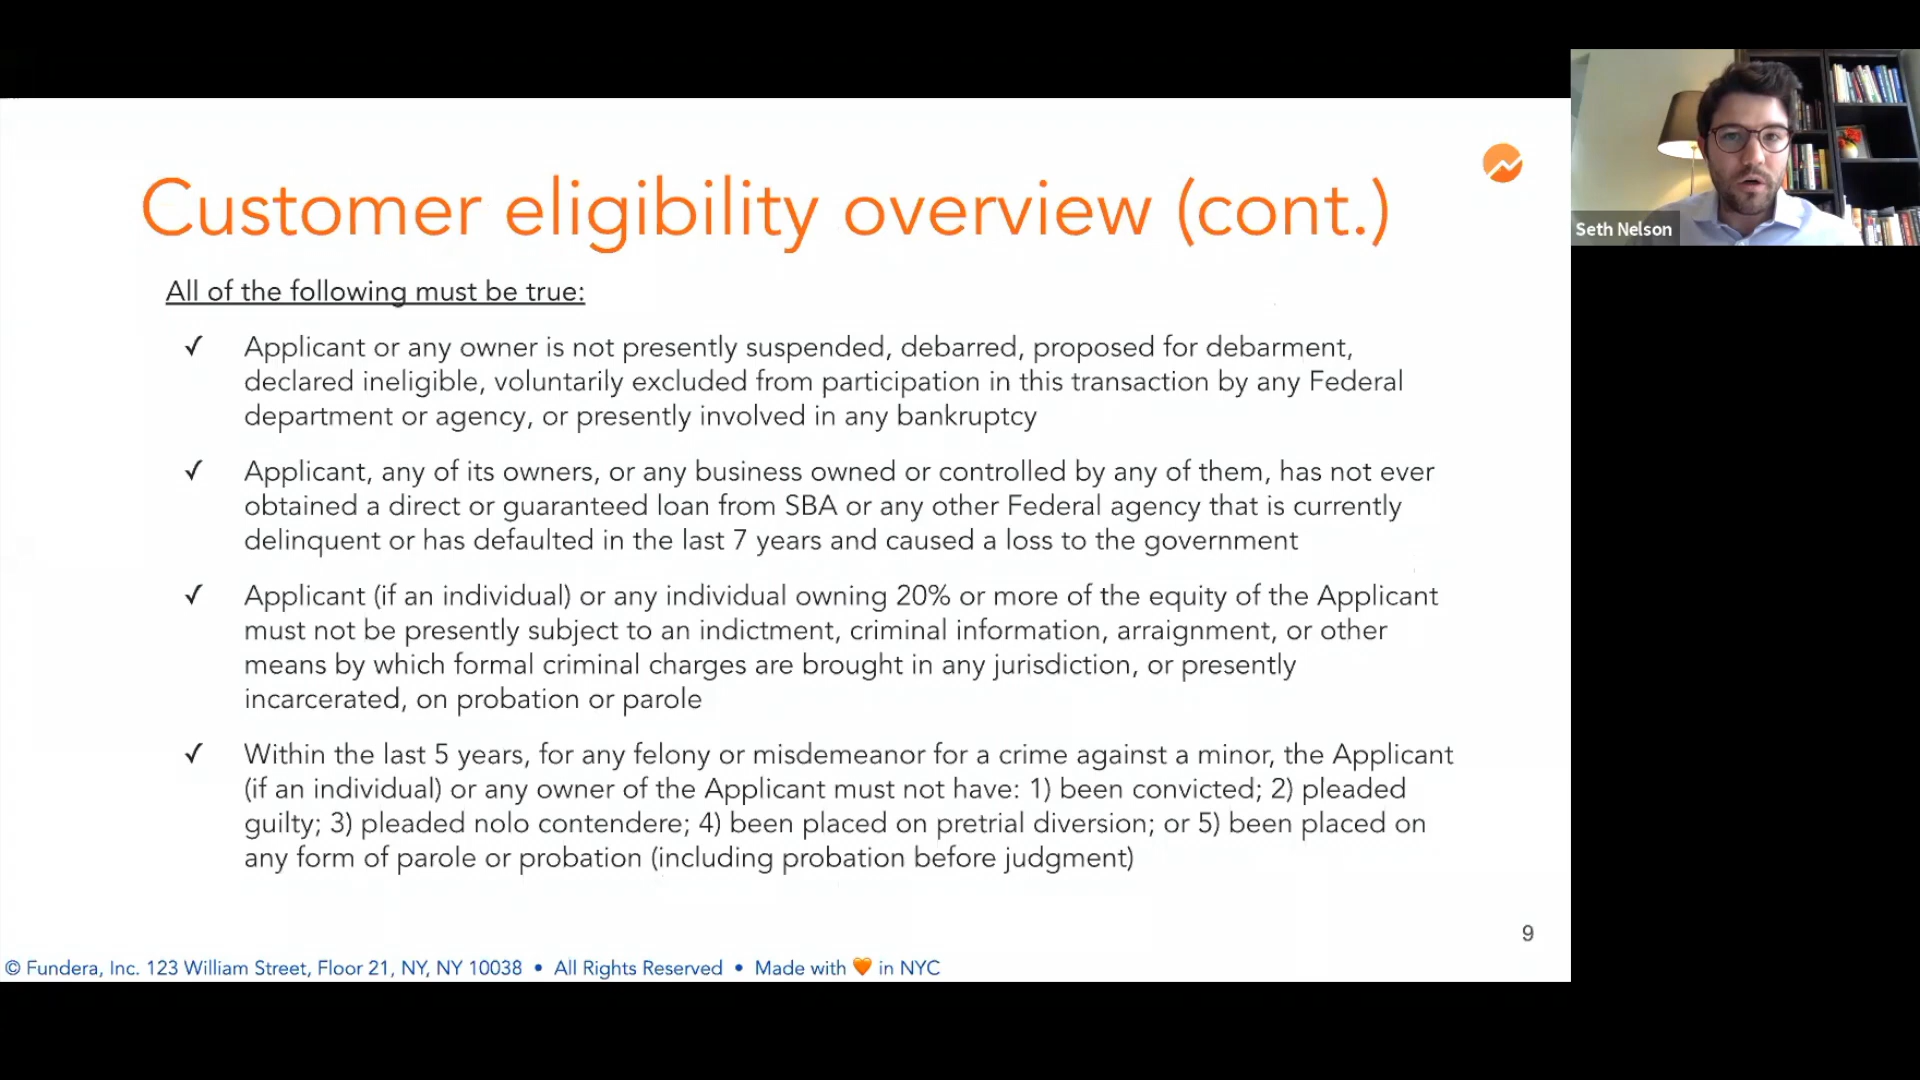 Customer eligibility overview (cont.)
Seth Nelson
All of the following must be true:
✓ Applicant or any owner is not presently suspended, debarred, proposed for debarment,
declared ineligible, voluntarily excluded from participation in this transaction by any Federal
department or agency, or presently involved in any bankruptcy
✓ Applicant, any of its owners, or any business owned or controlled by any of them, has not ever
obtained a direct or guaranteed loan from SBA or any other Federal agency that is currently
delinquent or has defaulted in the last 7 years and caused a loss to the government
✓ Applicant (if an individual) or any individual owning 20% or more of the equity of the Applicant
must not be presently subject to an indictment, criminal information, arraignment, or other
means by which formal criminal charges are brought in any jurisdiction, or presently
incarcerated, on probation or parole
✓ Within the last 5 years, for any felony or misdemeanor for a crime against a minor, the Applicant
(if an individual) or any owner of the Applicant must not have: 1) been convicted; 2) pleaded
guilty; 3) pleaded nolo contendere; 4) been placed on pretrial diversion; or 5) been placed on
any form of parole or probation (including probation before judgment)
9
© Fundera, Inc. 123 William Street, Floor 21, NY, NY 10038 • All Rights Reserved • Made with 🧡 in NYC